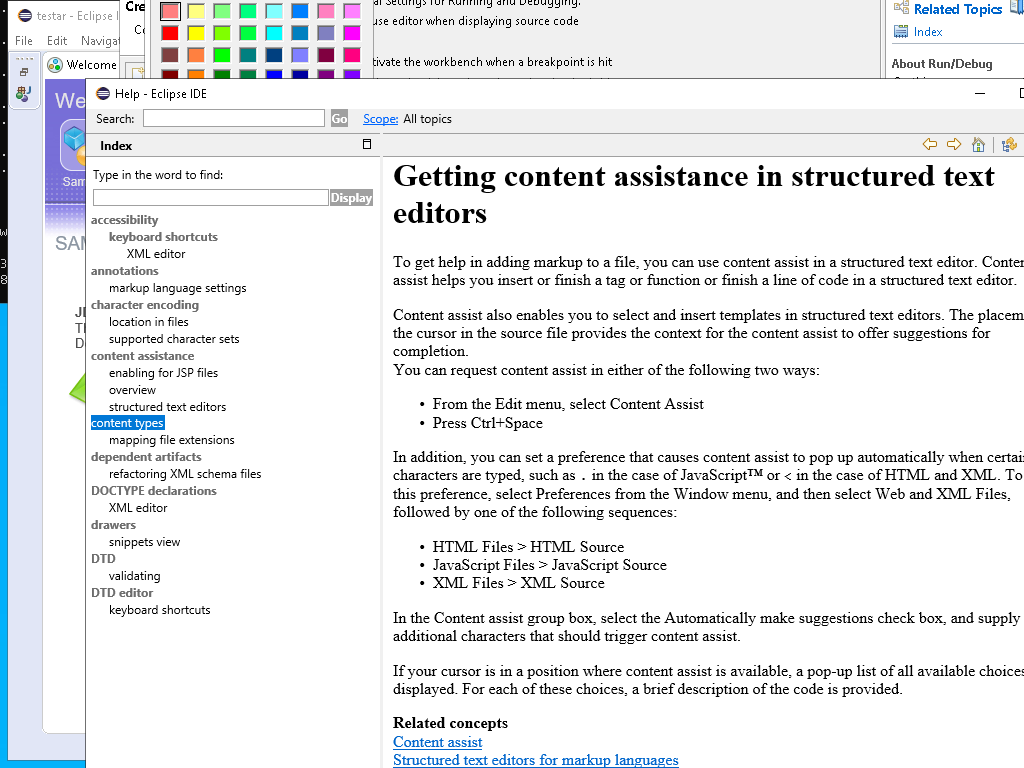 testar - Eclipse I
Cre
al Settings for Running and Debugging.
use editor when displaying source code
tivate the workbench when a breakpoint is hit
Related Topics
Index
About Run/Debug
File Edit Navigat
Welcome
We
Sam
SAM
Help - Eclipse IDE
Search:
Go
Scope: All topics
Index
Type in the word to find:
Display
accessibility
keyboard shortcuts
XML editor
annotations
markup language settings
character encoding
location in files
supported character sets
content assistance
enabling for JSP files
overview
structured text editors
content types
mapping file extensions
dependent artifacts
refactoring XML schema files
DOCTYPE declarations
XML editor
drawers
snippets view
DTD
validating
DTD editor
keyboard shortcuts
Getting content assistance in structured text
editors
To get help in adding markup to a file, you can use content assist in a structured text editor. Conten
assist helps you insert or finish a tag or function or finish a line of code in a structured text editor.
Content assist also enables you to select and insert templates in structured text editors. The placem
the cursor in the source file provides the context for the content assist to offer suggestions for
completion.
You can request content assist in either of the following two ways:
• From the Edit menu, select Content Assist
• Press Ctrl+Space
In addition, you can set a preference that causes content assist to pop up automatically when certai
characters are typed, such as . in the case of JavaScript™ or < in the case of HTML and XML. To
this preference, select Preferences from the Window menu, and then select Web and XML Files,
followed by one of the following sequences:
• HTML Files > HTML Source
• JavaScript Files > JavaScript Source
• XML Files > XML Source
In the Content assist group box, select the Automatically make suggestions check box, and supply
additional characters that should trigger content assist.
If your cursor is in a position where content assist is available, a pop-up list of all available choices
displayed. For each of these choices, a brief description of the code is provided.
Related concepts
Content assist
Structured text editors for markup languages